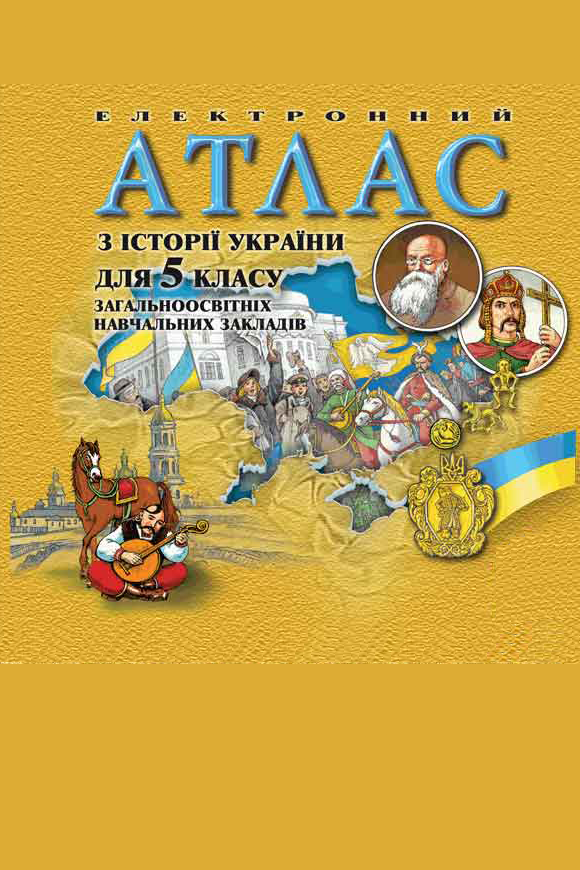 ЕЛЕКТРОННИЙ
АТЛАС
З ІСТОРІЇ УКРАЇНИ
ДЛЯ 5 КЛАСУ
ЗАГАЛЬНООСВІТНІХ
НАВЧАЛЬНИХ ЗАКЛАДІВ